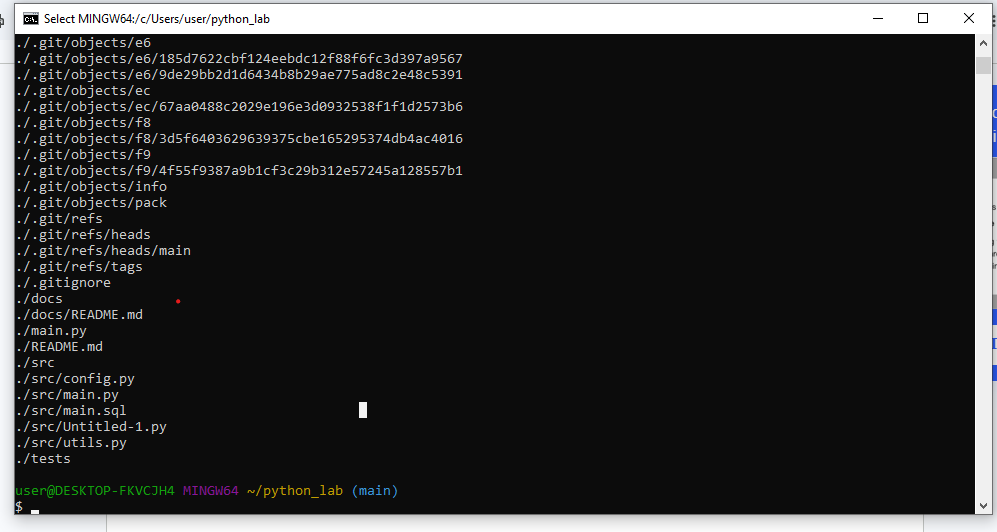 Select MINGW64:/c/Users/user/python_lab
./.git/objects/e6
./.git/objects/e6/185d7622cbf124eebdc12f88f6fc3d397a9567
./.git/objects/e6/9de29bb2d1d6434b8b29ae775ad8c2e48c5391
./.git/objects/ec
./.git/objects/ec/67aa0488c2029e196e3d0932538f1f1d2573b6
./.git/objects/f8
./.git/objects/f8/3d5f6403629639375cbe165295374db4ac4016
./.git/objects/f9
./.git/objects/f9/4f55f9387a9b1cf3c29b312e57245a128557b1
./.git/objects/info
./.git/objects/pack
./.git/refs
./.git/refs/heads
./.git/refs/heads/main
./.git/refs/tags
./.gitignore
./docs
./docs/README.md
./main.py
./README.md
./src
./src/config.py
./src/main.py
./src/main.sql
./src/Untitled-1.py
./src/utils.py
./tests
user@DESKTOP-FKVCJH4 MINGW64 ~/python_lab (main)
$